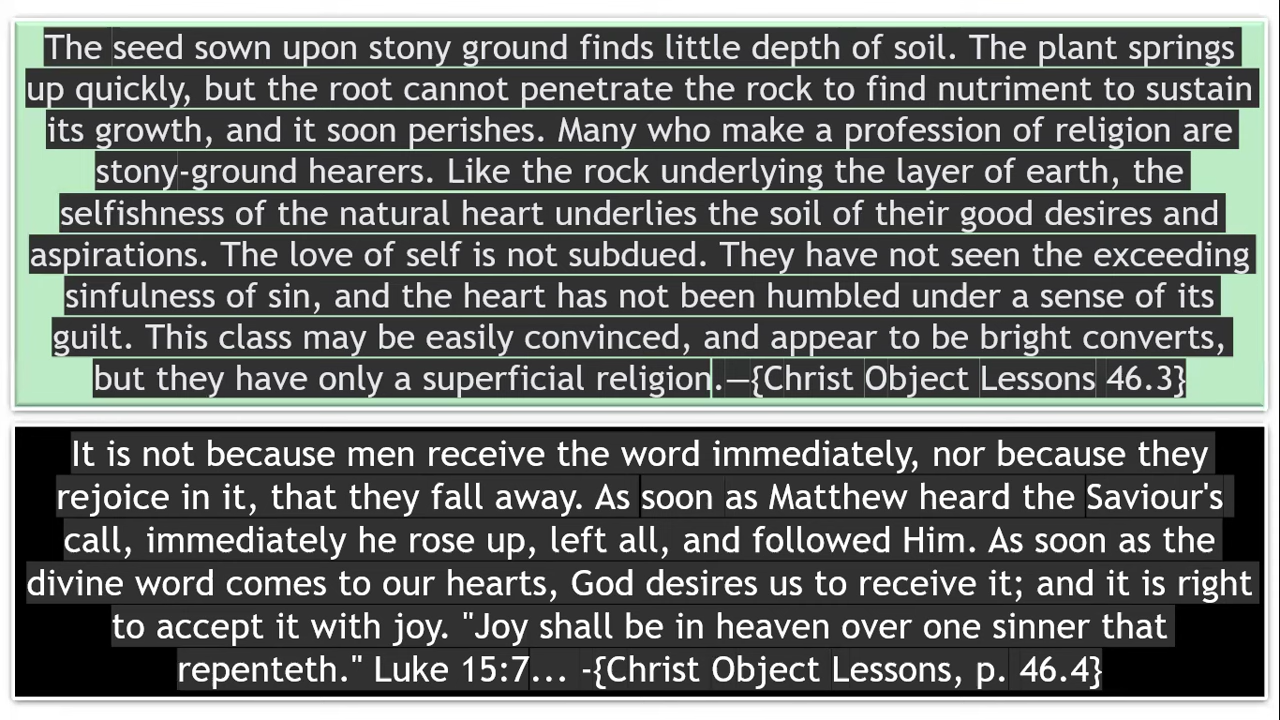 The seed sown upon stony ground finds little depth of soil. The plant springs
up quickly, but the root cannot penetrate the rock to find nutriment to sustain
its growth, and it soon perishes. Many who make a profession of religion are
stony-ground hearers. Like the rock underlying the layer of earth, the
selfishness of the natural heart underlies the soil of their good desires and
aspirations. The love of self is not subdued. They have not seen the exceeding
sinfulness of sin, and the heart has not been humbled under a sense of its
guilt. This class may be easily convinced, and appear to be bright converts,
but they have only a superficial religion.—{Christ Object Lessons 46.3}
It is not because men receive the word immediately, nor because they
rejoice in it, that they fall away. As soon as Matthew heard the Saviour's
call, immediately he rose up, left all, and followed Him. As soon as the
divine word comes to our hearts, God desires us to receive it; and it is right
to accept it with joy. "Joy shall be in heaven over one sinner that
repenteth." Luke 15:7... -{Christ Object Lessons, p. 46.4}